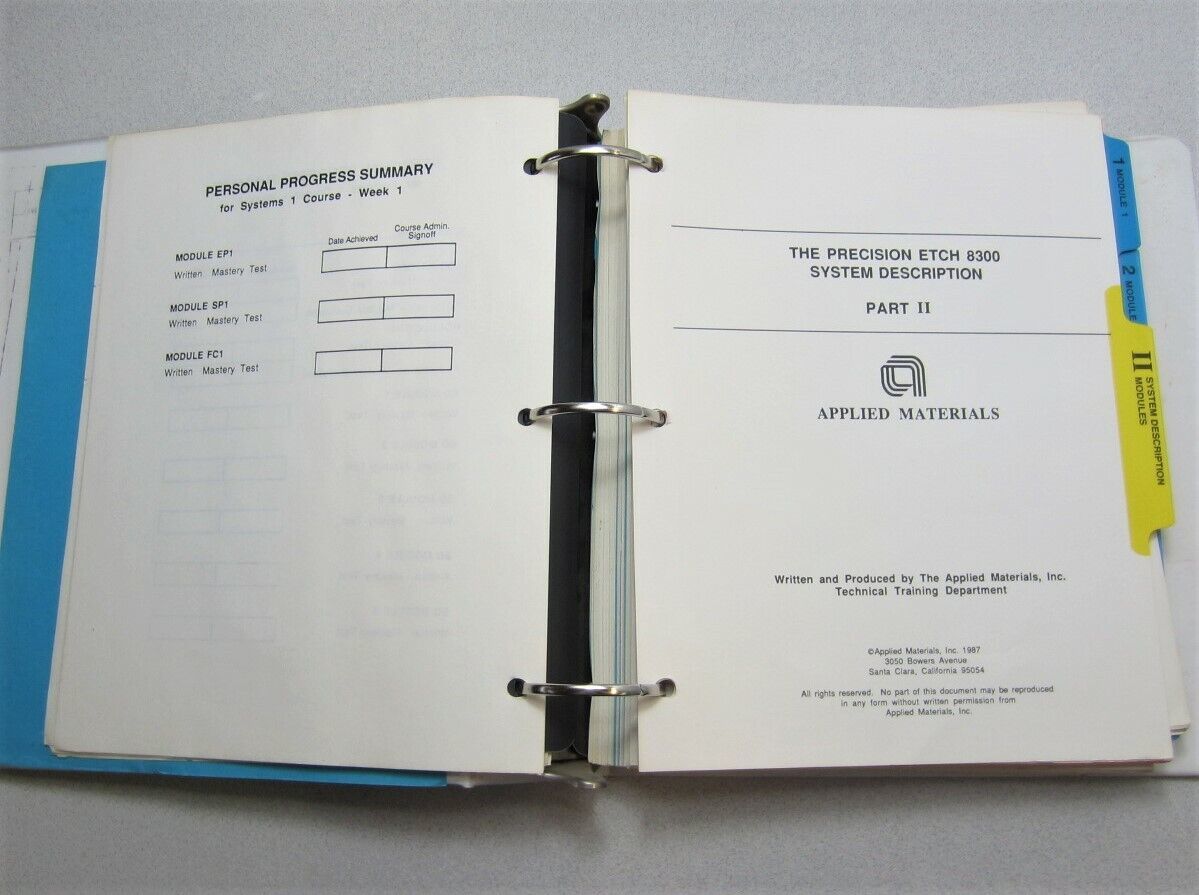 PERSONAL PROGRESS SUMMARY
for Systems 1 Course - Week 1
Date Achieved
Course Admin.
Signoff
MODULE EP1
Written Mastery Test
MODULE SP1
Written Mastery Test
MODULE FC1
Written Mastery Test
THE PRECISION ETCH 8300
SYSTEM DESCRIPTION
PART II
APPLIED MATERIALS
Written and Produced by The Applied Materials, Inc.
Technical Training Department
©Applied Materials, Inc. 1987
3050 Bowers Avenue
Santa Clara, California 95054
All rights reserved. No part of this document may be reproduced
in any form without written permission from
Applied Materials, Inc.
1 MODULE 1
2 MODULE
II SYSTEM DESCRIPTION
MODULES